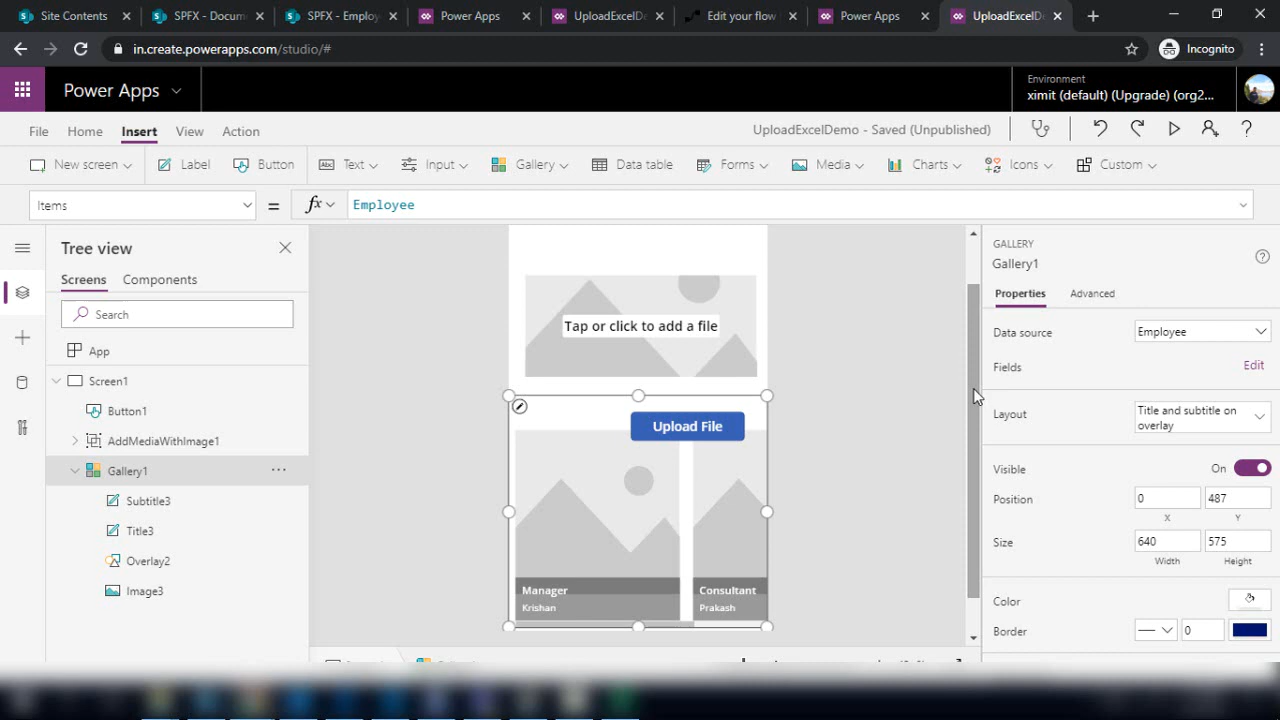 Site Contents
SPFX - Docum
SPFX - Employ
Power Apps
UploadExcelDe
Edit your flow
Power Apps
UploadExcelDe
in.create.powerapps.com/studio/#
Incognito
Power Apps
Environment
ximit (default) (Upgrade) (org2...
File Home Insert View Action
UploadExcelDemo - Saved (Unpublished)
New screen Label Button Text Input Gallery Data table Forms Media Charts Icons Custom
Items = fx Employee
Tree view
Screens Components
Search
App
Screen1
Button1
AddMediaWithImage1
Gallery1
Subtitle3
Title3
Overlay2
Image3
Tap or click to add a file
Upload File
Manager
Krishan
Consultant
Prakash
GALLERY
Gallery1
Properties Advanced
Data source Employee
Fields Edit
Layout Title and subtitle on
overlay
Visible On
Position 0 487
X Y
Size 640 575
Width Height
Color
Border 0